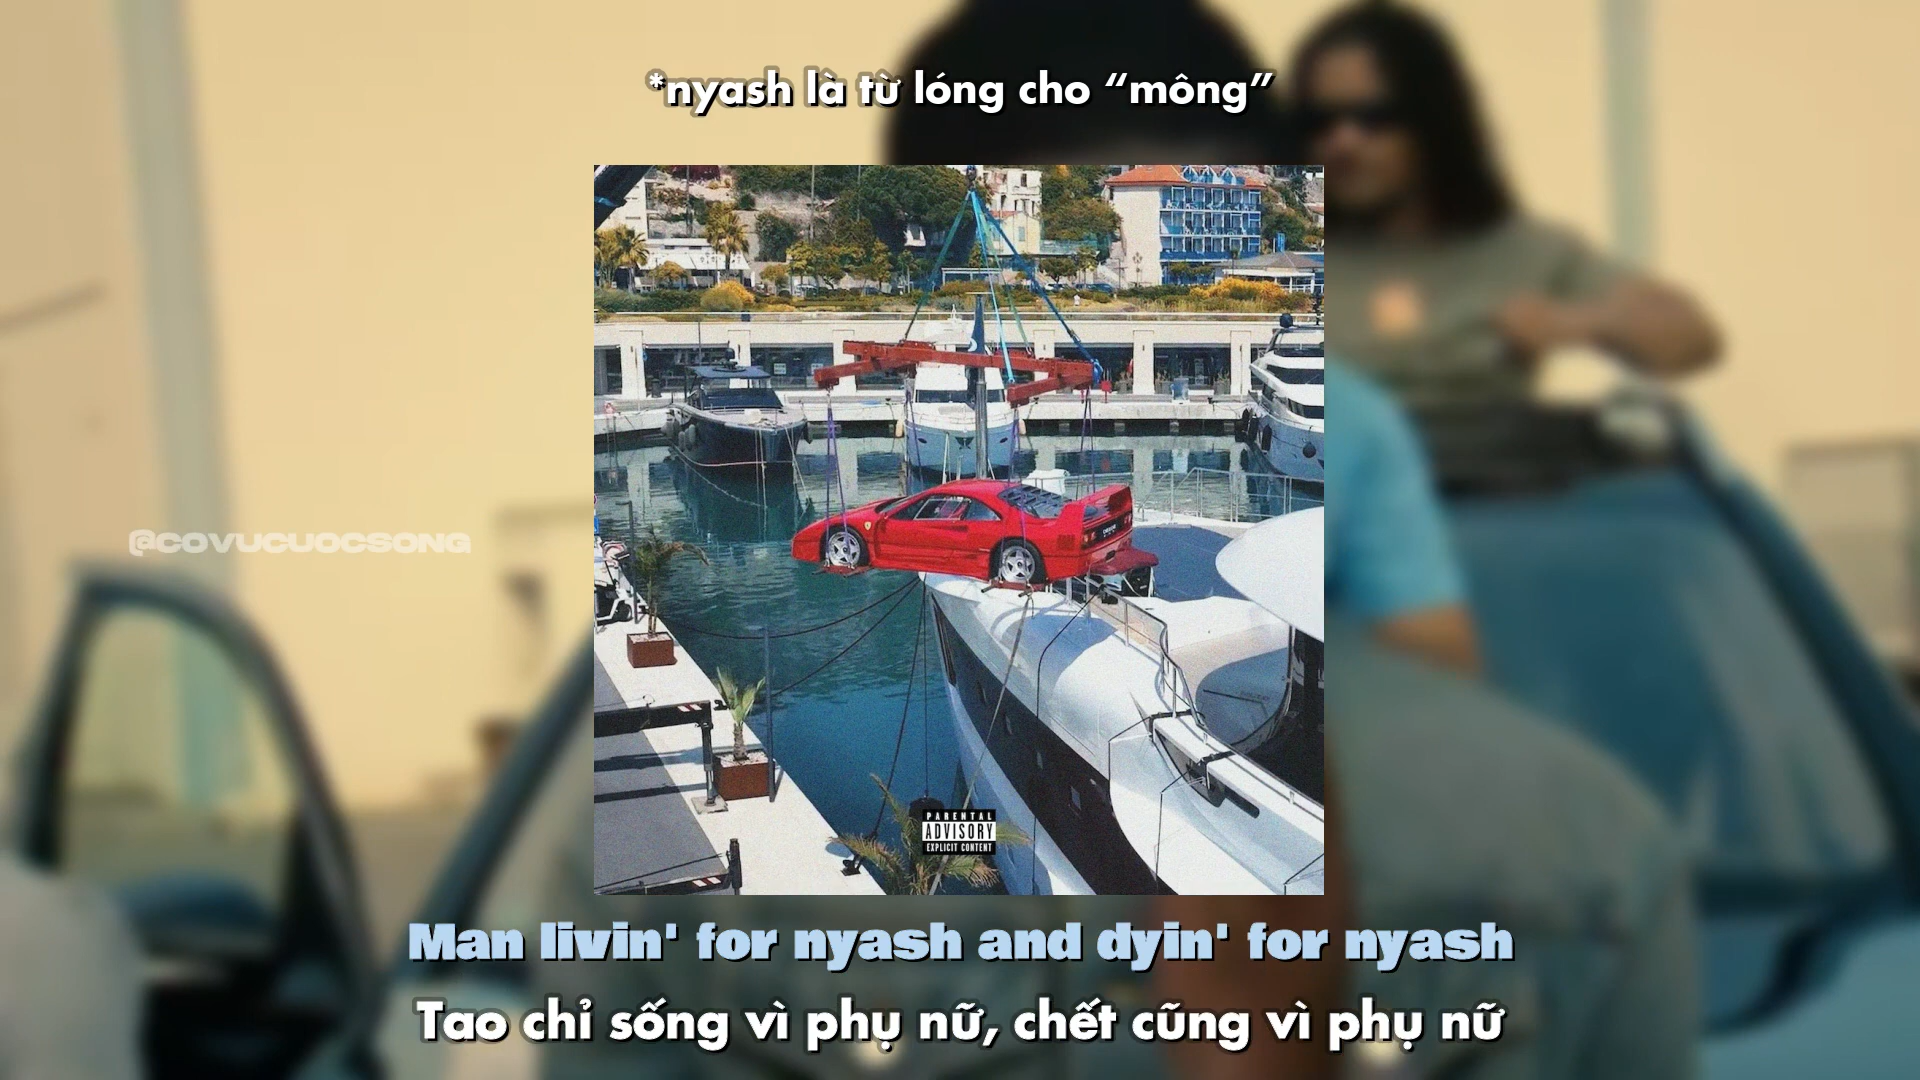 *nyash là từ lóng cho “mông”
@COVUCUOCSONG
PARENTAL
ADVISORY
EXPLICIT CONTENT
Man livin' for nyash and dyin' for nyash
Tao chỉ sống vì phụ nữ, chết cũng vì phụ nữ